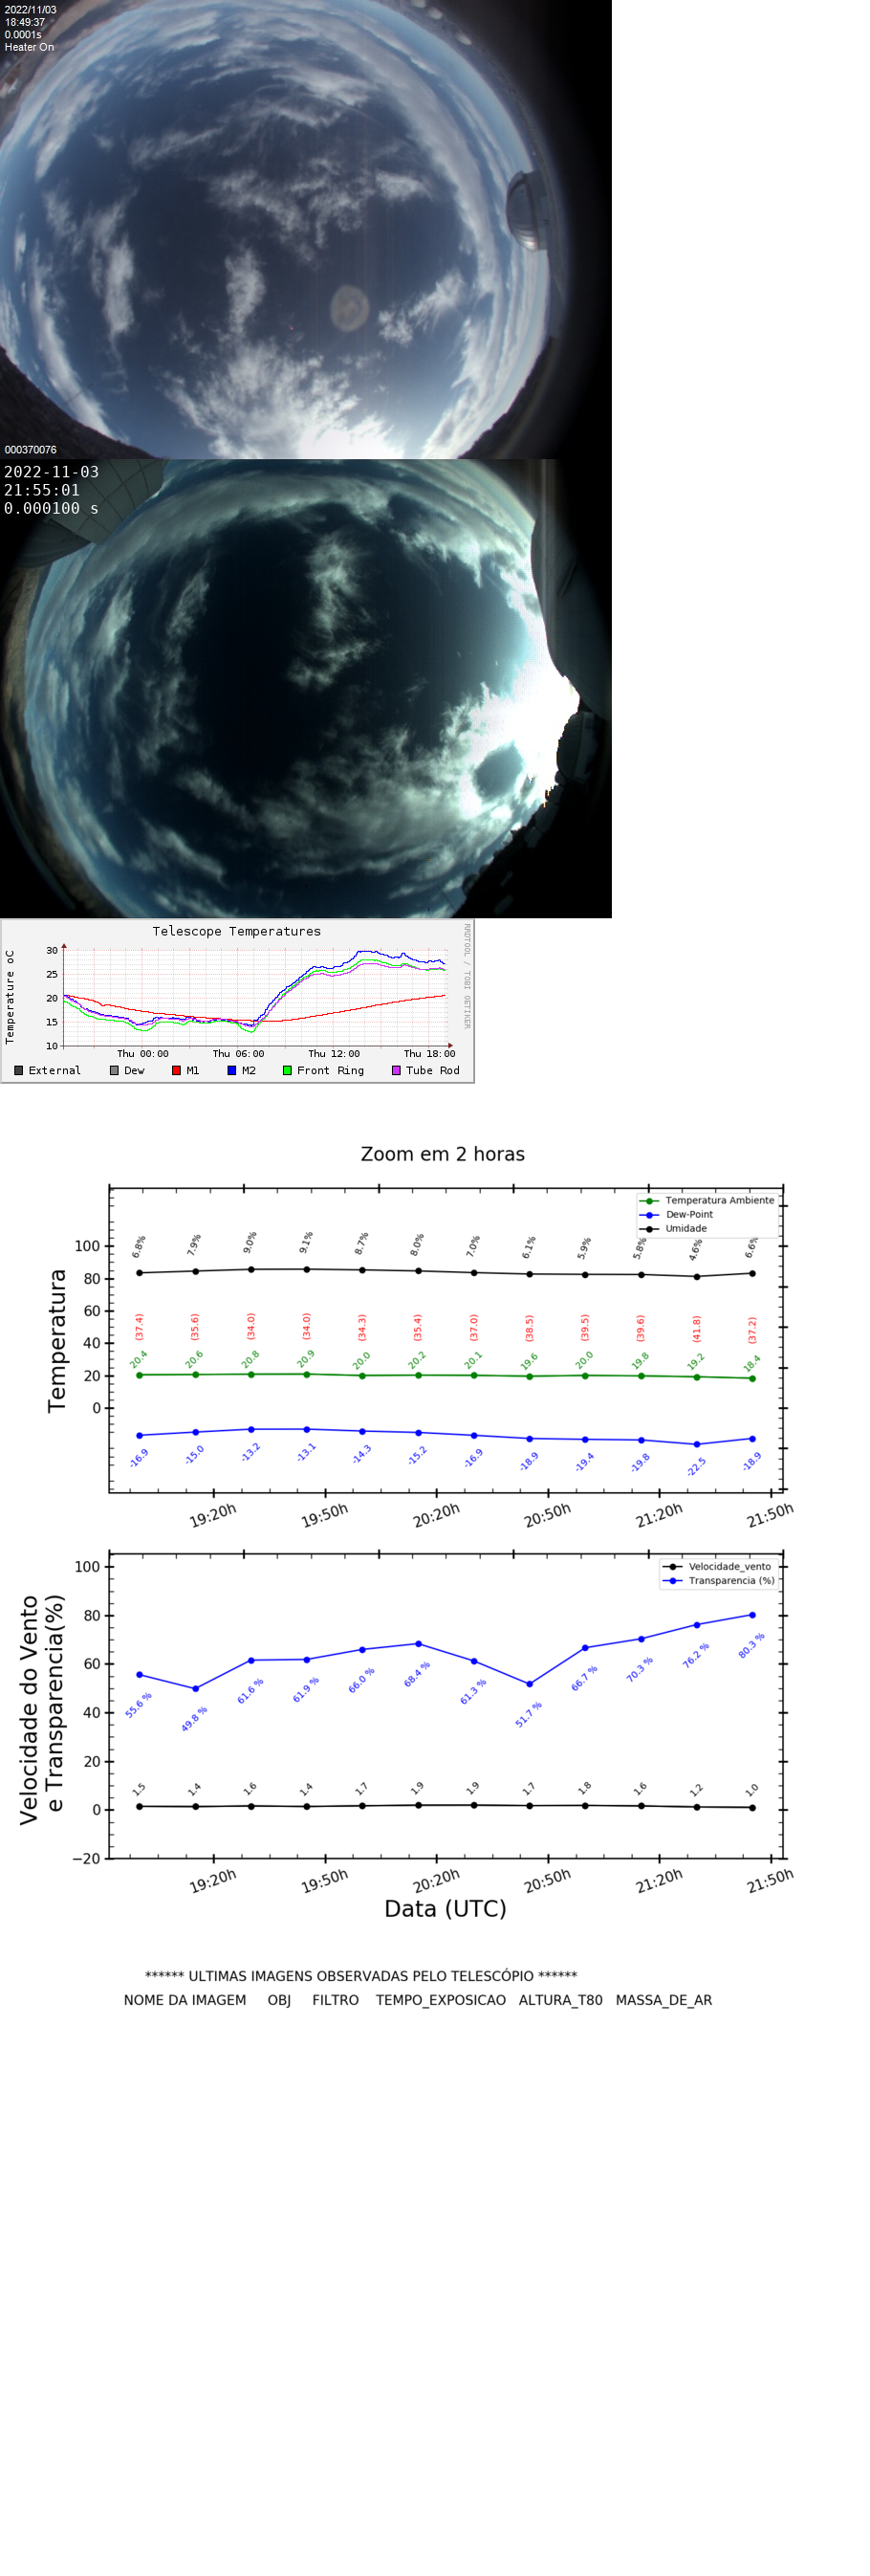 2022/11/03
18:49:37
0.0001s
Heater On
000370076
2022-11-03
21:55:01
0.000100 s
Telescope Temperatures
RRDTOOL / TOBI OETIKER
Temperature oC
30
25
20
15
10
Thu 00:00 Thu 06:00 Thu 12:00 Thu 18:00
External Dew M1 M2 Front Ring Tube Rod
Zoom em 2 horas
Temperatura Ambiente
Dew-Point
Umidade
Temperatura
100
80
60
40
20
0
6.8% 7.9% 9.0% 9.1% 8.7% 8.0% 7.0% 6.1% 5.9% 5.8% 4.6% 6.6%
(37.4) (35.6) (34.0) (34.0) (34.3) (35.4) (37.0) (38.5) (39.5) (39.6) (41.8) (37.2)
20.4 20.6 20.8 20.9 20.0 20.2 20.1 19.6 20.0 19.8 19.2 18.4
-16.9 -15.0 -13.2 -13.1 -14.3 -15.2 -16.9 -18.9 -19.4 -19.8 -22.5 -18.9
19:20h 19:50h 20:20h 20:50h 21:20h 21:50h
Velocidade_vento
Transparencia (%)
Velocidade do Vento
e Transparencia(%)
100
80
60
40
20
0
−20
55.6 % 49.8 % 61.6 % 61.9 % 66.0 % 68.4 % 61.3 % 51.7 % 66.7 % 70.3 % 76.2 % 80.3 %
1.5 1.4 1.6 1.4 1.7 1.9 1.9 1.7 1.8 1.6 1.2 1.0
19:20h 19:50h 20:20h 20:50h 21:20h 21:50h
Data (UTC)
****** ULTIMAS IMAGENS OBSERVADAS PELO TELESCÓPIO ******
NOME DA IMAGEM OBJ FILTRO TEMPO_EXPOSICAO ALTURA_T80 MASSA_DE_AR